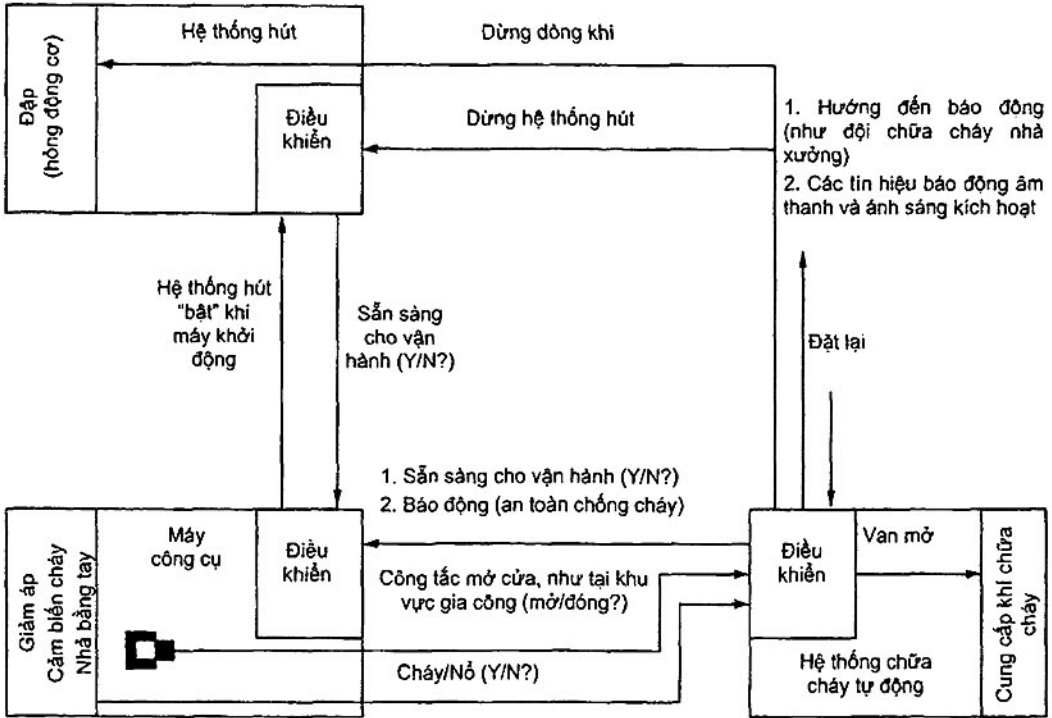 Hệ thống hút
Dừng dòng khí
Đập
(hỏng động cơ)
Điều
khiển
Dừng hệ thống hút
1. Hướng đến báo động
(như đội chữa cháy nhà
xưởng)
2. Các tín hiệu báo động âm
thanh và ánh sáng kích hoạt
Hệ thống hút
"bật" khi
máy khởi
động
Sẵn sàng
cho vận
hành (Y/N?)
Đặt lại
1. Sẵn sàng cho vận hành (Y/N?)
2. Báo động (an toàn chống cháy)
Giảm áp
Cảm biến cháy
Nhả bằng tay
Máy
công cụ
Điều
khiển
Công tắc mở cửa, như tại khu
vực gia công (mở/đóng?)
Cháy/Nổ (Y/N?)
Điều
khiển
Van mở
Hệ thống chữa
cháy tự động
Cung cấp khí chữa
cháy